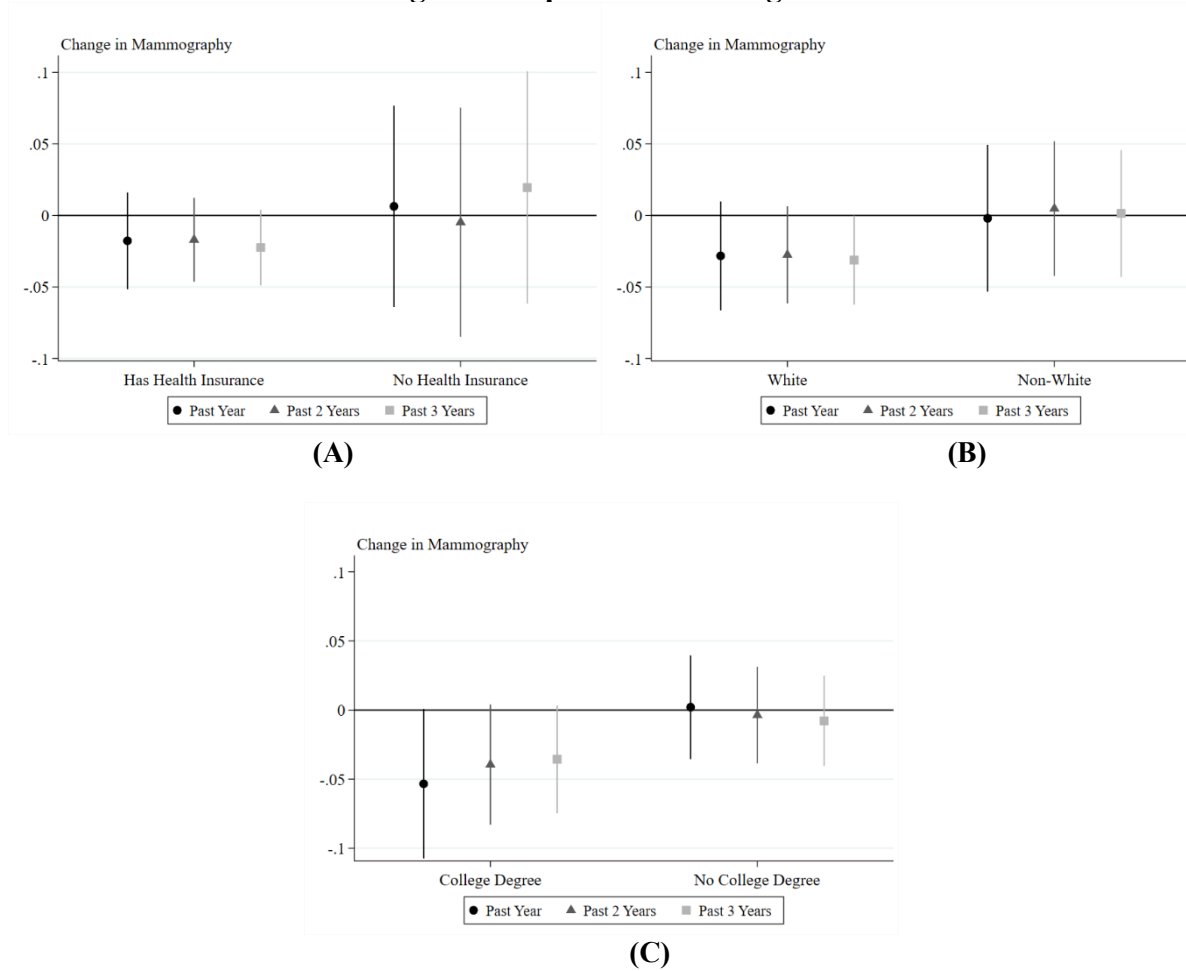 Change in Mammography
.1
.05
0
-.05
-.1
Has Health Insurance No Health Insurance
Past Year Past 2 Years Past 3 Years
(A)
Change in Mammography
.1
.05
0
-.05
-.1
White Non-White
Past Year Past 2 Years Past 3 Years
(B)
Change in Mammography
.1
.05
0
-.05
-.1
College Degree No College Degree
Past Year Past 2 Years Past 3 Years
(C)